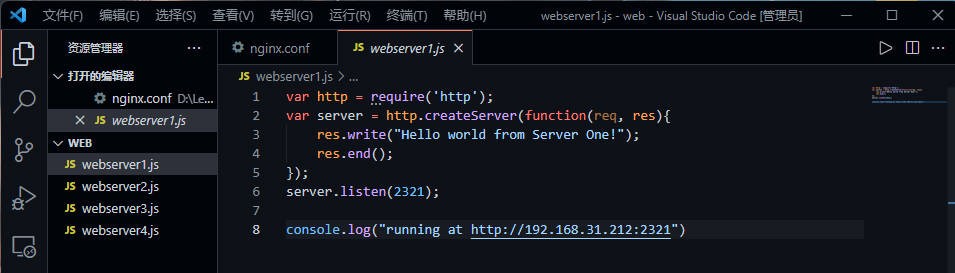 文件(F) 编辑(E) 选择(S) 查看(V) 转到(G) 运行(R) 终端(T) 帮助(H) webserver1.js - web - Visual Studio Code [管理员]
资源管理器
nginx.conf JS webserver1.js
打开的编辑器
nginx.conf D:\Le...
JS webserver1.js
WEB
JS webserver1.js
JS webserver2.js
JS webserver3.js
JS webserver4.js
JS webserver1.js > ...
1 var http = require('http');
2 var server = http.createServer(function(req, res){
3 res.write("Hello world from Server One!");
4 res.end();
5 });
6 server.listen(2321);
7
8 console.log("running at http://192.168.31.212:2321")